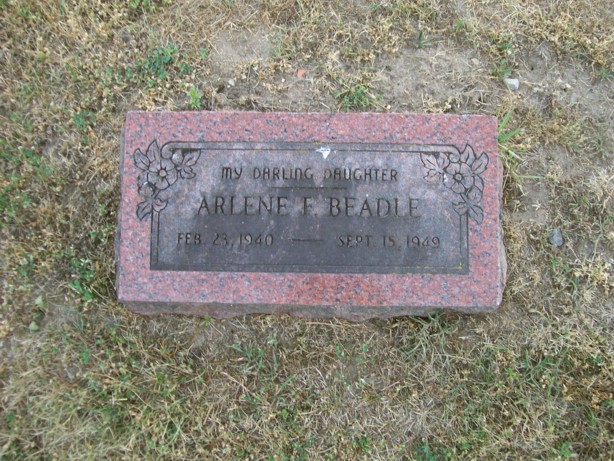 MY DARLING DAUGHTER
ARLENE F. BEADLE
FEB. 23, 1940 — SEPT. 15, 1949